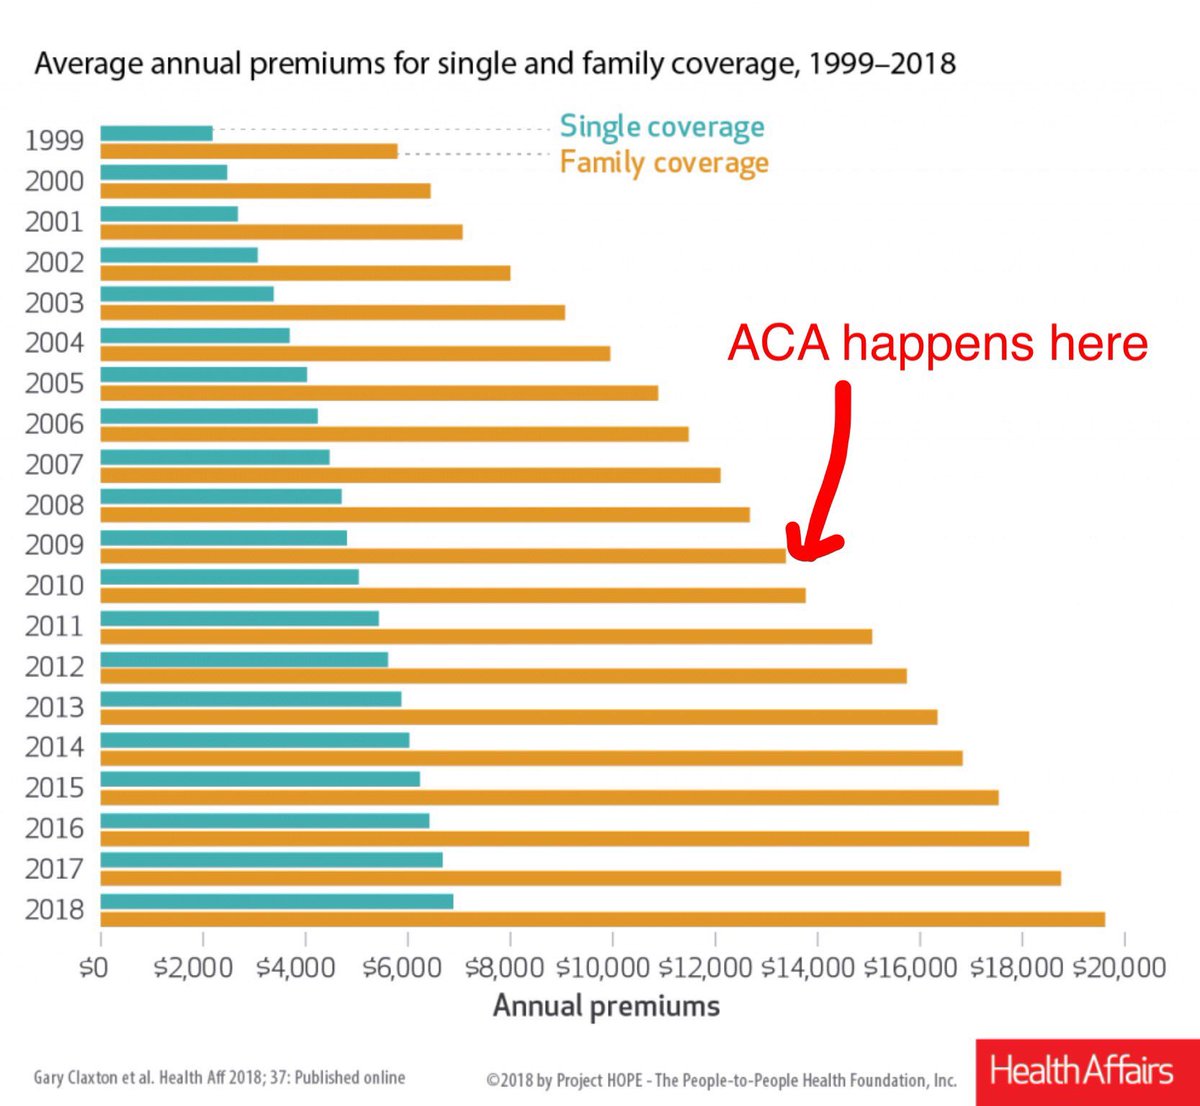 Average annual premiums for single and family coverage, 1999–2018
Single coverage
Family coverage
1999
2000
2001
2002
2003
ACA happens here
2004
2005
2006
2007
2008
2009
2010
2011
2012
2013
2014
2015
2016
2017
2018
$0 $2,000 $4,000 $6,000 $8,000 $10,000 $12,000 $14,000 $16,000 $18,000 $20,000
Annual premiums
Gary Claxton et al. Health Aff 2018; 37: Published online
©2018 by Project HOPE - The People-to-People Health Foundation, Inc.
HealthAffairs